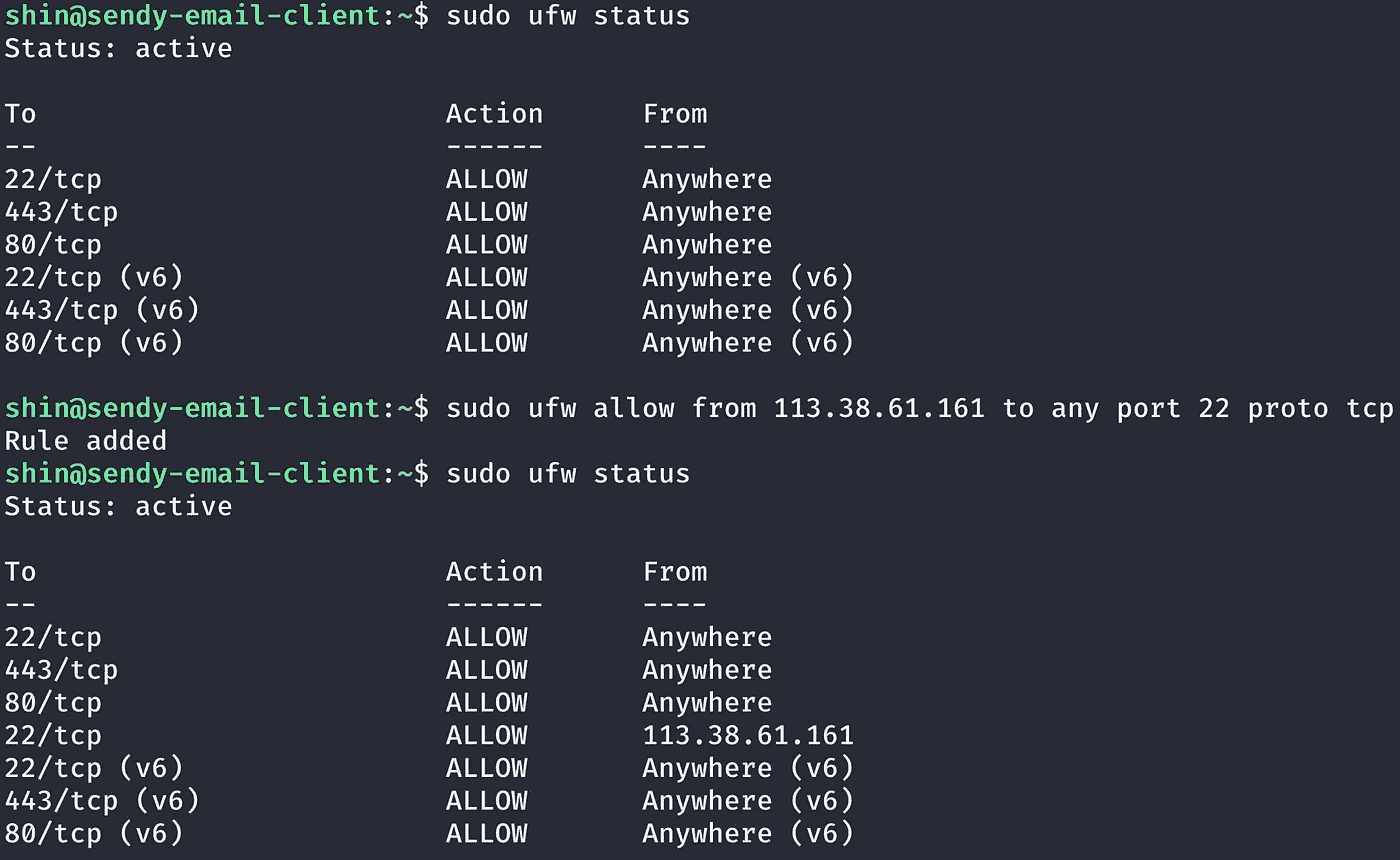 shin@sendy-email-client:~$ sudo ufw status
Status: active
To Action From
-- ------ ----
22/tcp ALLOW Anywhere
443/tcp ALLOW Anywhere
80/tcp ALLOW Anywhere
22/tcp (v6) ALLOW Anywhere (v6)
443/tcp (v6) ALLOW Anywhere (v6)
80/tcp (v6) ALLOW Anywhere (v6)
shin@sendy-email-client:~$ sudo ufw allow from 113.38.61.161 to any port 22 proto tcp
Rule added
shin@sendy-email-client:~$ sudo ufw status
Status: active
To Action From
-- ------ ----
22/tcp ALLOW Anywhere
443/tcp ALLOW Anywhere
80/tcp ALLOW Anywhere
22/tcp ALLOW 113.38.61.161
22/tcp (v6) ALLOW Anywhere (v6)
443/tcp (v6) ALLOW Anywhere (v6)
80/tcp (v6) ALLOW Anywhere (v6)